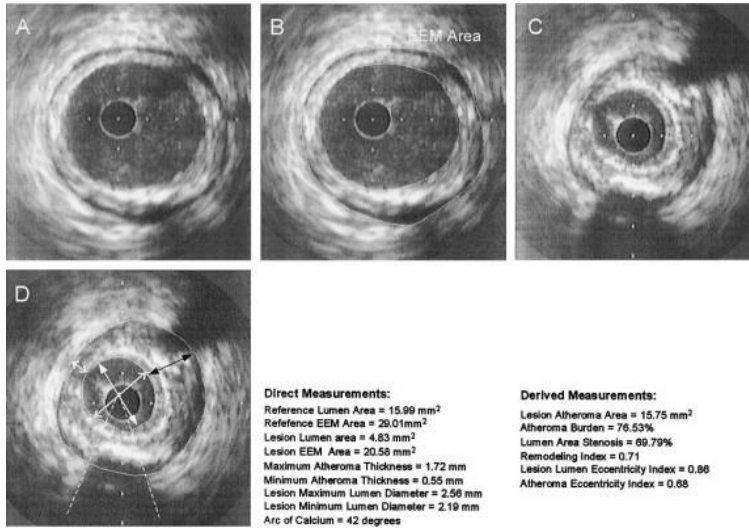 A
B
EEM Area
C
D
Direct Measurements:
Reference Lumen Area = 15.99 mm²
Refefence EEM Area = 29.01mm²
Lesion Lumen area = 4.83 mm²
Lesion EEM Area = 20.58 mm²
Maximum Atheroma Thickness = 1.72 mm
Minimum Atheroma Thickness = 0.55 mm
Lesion Maximum Lumen Diameter = 2.56 mm
Lesion Minimum Lumen Diameter = 2.19 mm
Arc of Calcium = 42 degrees
Derived Measurements:
Lesion Atheroma Area = 15.75 mm²
Atheroma Burden = 76.53%
Lumen Area Stenosis = 69.79%
Remodeling Index = 0.71
Lesion Lumen Eccentricity Index = 0.86
Atheroma Eccentricity Index = 0.68